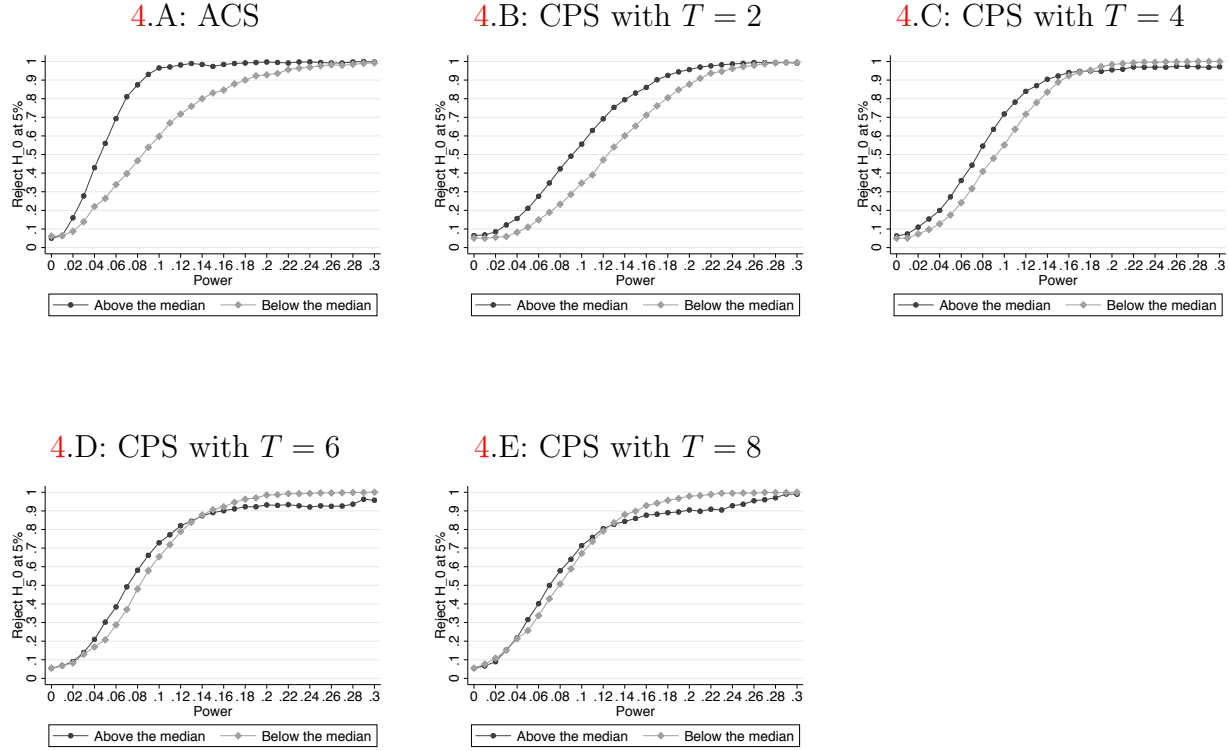 4.A: ACS
Reject H_0 at 5%
1
.9
.8
.7
.6
.5
.4
.3
.2
.1
0
0 .02 .04 .06 .08 .1 .12 .14 .16 .18 .2 .22 .24 .26 .28 .3
Power
Above the median Below the median
4.B: CPS with T = 2
Reject H_0 at 5%
1
.9
.8
.7
.6
.5
.4
.3
.2
.1
0
0 .02 .04 .06 .08 .1 .12 .14 .16 .18 .2 .22 .24 .26 .28 .3
Power
Above the median Below the median
4.C: CPS with T = 4
Reject H_0 at 5%
1
.9
.8
.7
.6
.5
.4
.3
.2
.1
0
0 .02 .04 .06 .08 .1 .12 .14 .16 .18 .2 .22 .24 .26 .28 .3
Power
Above the median Below the median
4.D: CPS with T = 6
Reject H_0 at 5%
1
.9
.8
.7
.6
.5
.4
.3
.2
.1
0
0 .02 .04 .06 .08 .1 .12 .14 .16 .18 .2 .22 .24 .26 .28 .3
Power
Above the median Below the median
4.E: CPS with T = 8
Reject H_0 at 5%
1
.9
.8
.7
.6
.5
.4
.3
.2
.1
0
0 .02 .04 .06 .08 .1 .12 .14 .16 .18 .2 .22 .24 .26 .28 .3
Power
Above the median Below the median